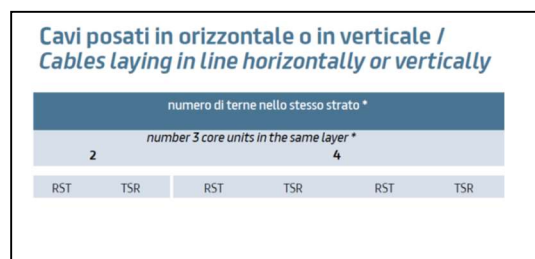 Cavi posati in orizzontale o in verticale /
Cables laying in line horizontally or vertically
numero di terne nello stesso strato *
number 3 core units in the same layer *
2 4
RST TSR RST TSR RST TSR